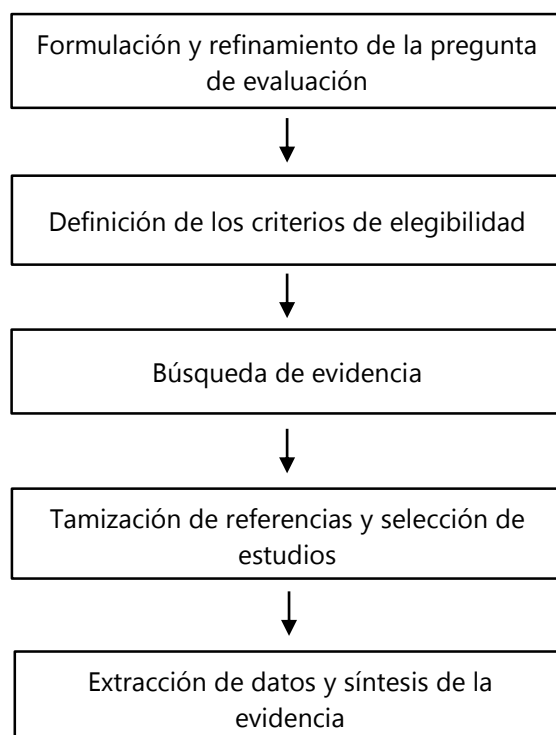 Formulación y refinamiento de la pregunta
de evaluación
Definición de los criterios de elegibilidad
Búsqueda de evidencia
Tamización de referencias y selección de
estudios
Extracción de datos y síntesis de la
evidencia